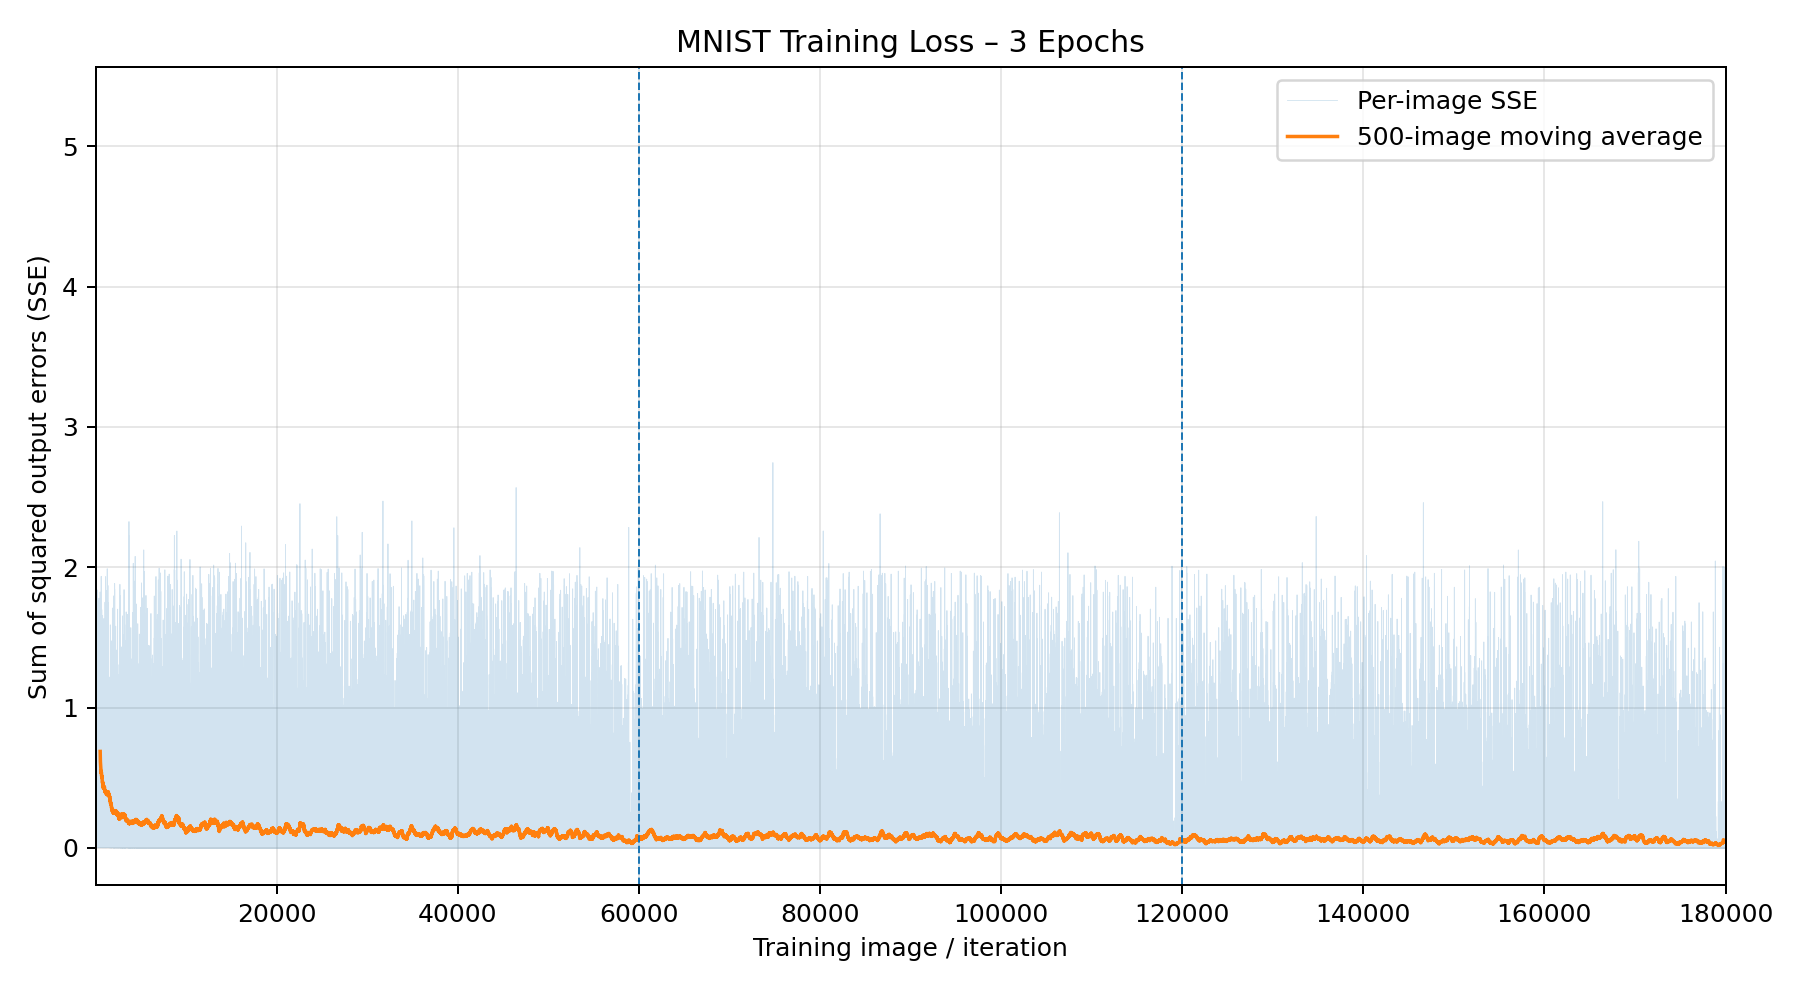 MNIST Training Loss – 3 Epochs
Per-image SSE
500-image moving average
Sum of squared output errors (SSE)
5
4
3
2
1
0
20000 40000 60000 80000 100000 120000 140000 160000 180000
Training image / iteration